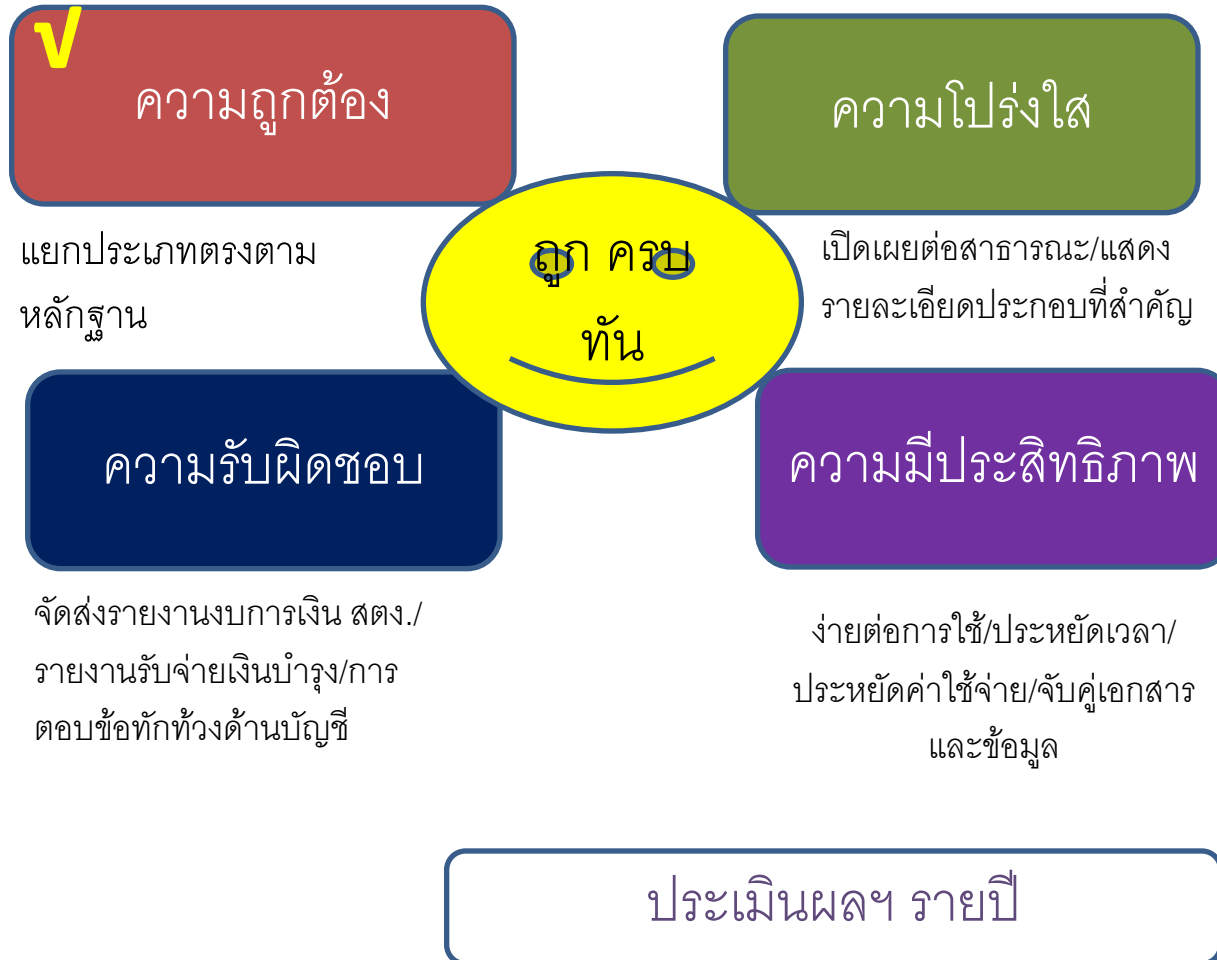 √
ความถูกต้อง
แยกประเภทตรงตาม
หลักฐาน
ความโปร่งใส
เปิดเผยต่อสาธารณะ/แสดง
รายละเอียดประกอบที่สำคัญ
ถูก ครบ
ทัน
ความรับผิดชอบ
จัดส่งรายงานงบการเงิน สตง./
รายงานรับจ่ายเงินบำรุง/การ
ตอบข้อทักท้วงด้านบัญชี
ความมีประสิทธิภาพ
ง่ายต่อการใช้/ประหยัดเวลา/
ประหยัดค่าใช้จ่าย/จับคู่เอกสาร
และข้อมูล
ประเมินผลฯ รายปี